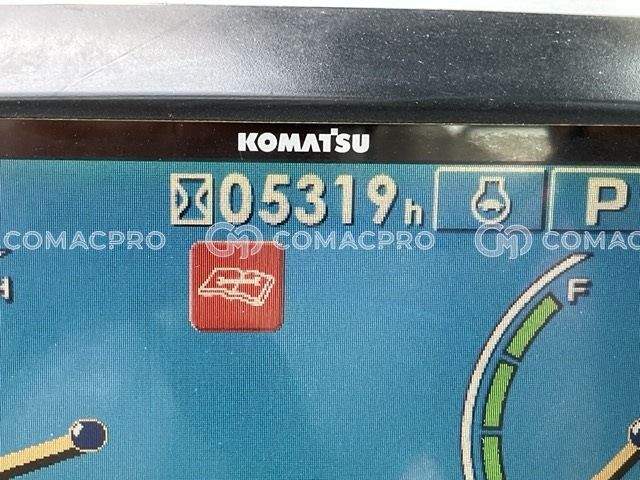 KOMATSU
05319h
P
COMACPRO COMACPRO COMACPRO
H
F